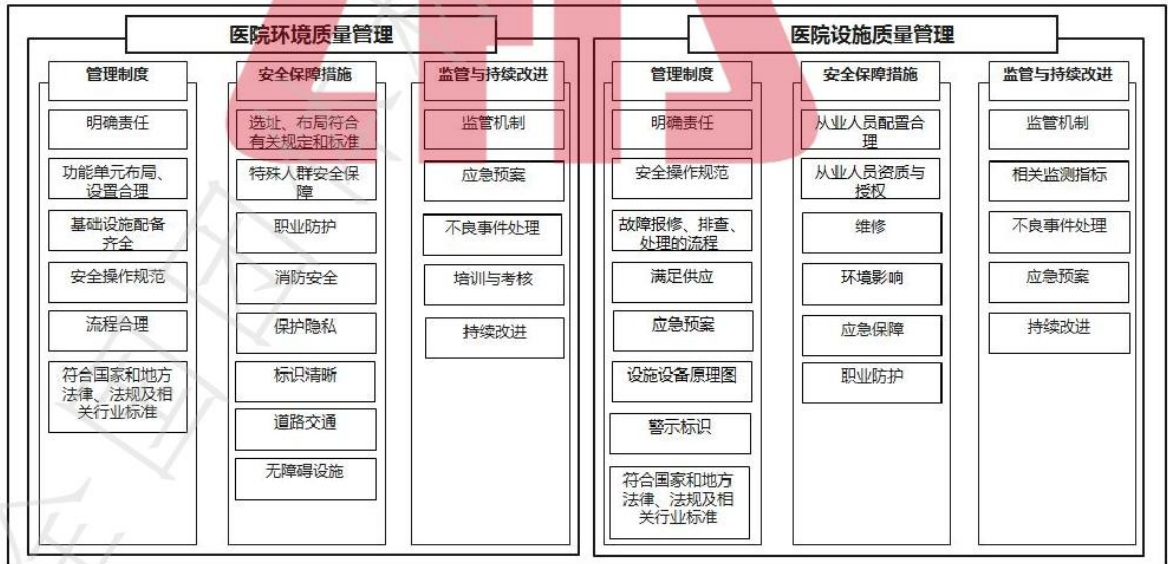 医院环境质量管理
管理制度
明确责任
功能单元布局、
设置合理
基础设施配备
齐全
安全操作规范
流程合理
符合国家和地方
法律、法规及相
关行业标准
安全保障措施
选址、布局符合
有关规定和标准
特殊人群安全保
障
职业防护
消防安全
保护隐私
标识清晰
道路交通
无障碍设施
监管与持续改进
监管机制
应急预案
不良事件处理
培训与考核
持续改进
医院设施质量管理
管理制度
明确责任
安全操作规范
故障报修、排查、
处理的流程
满足供应
应急预案
设施设备原理图
警示标识
符合国家和地方
法律、法规及相
关行业标准
安全保障措施
从业人员配置合
理
从业人员资质与
授权
维修
环境影响
应急保障
职业防护
监管与持续改进
监管机制
相关监测指标
不良事件处理
应急预案
持续改进